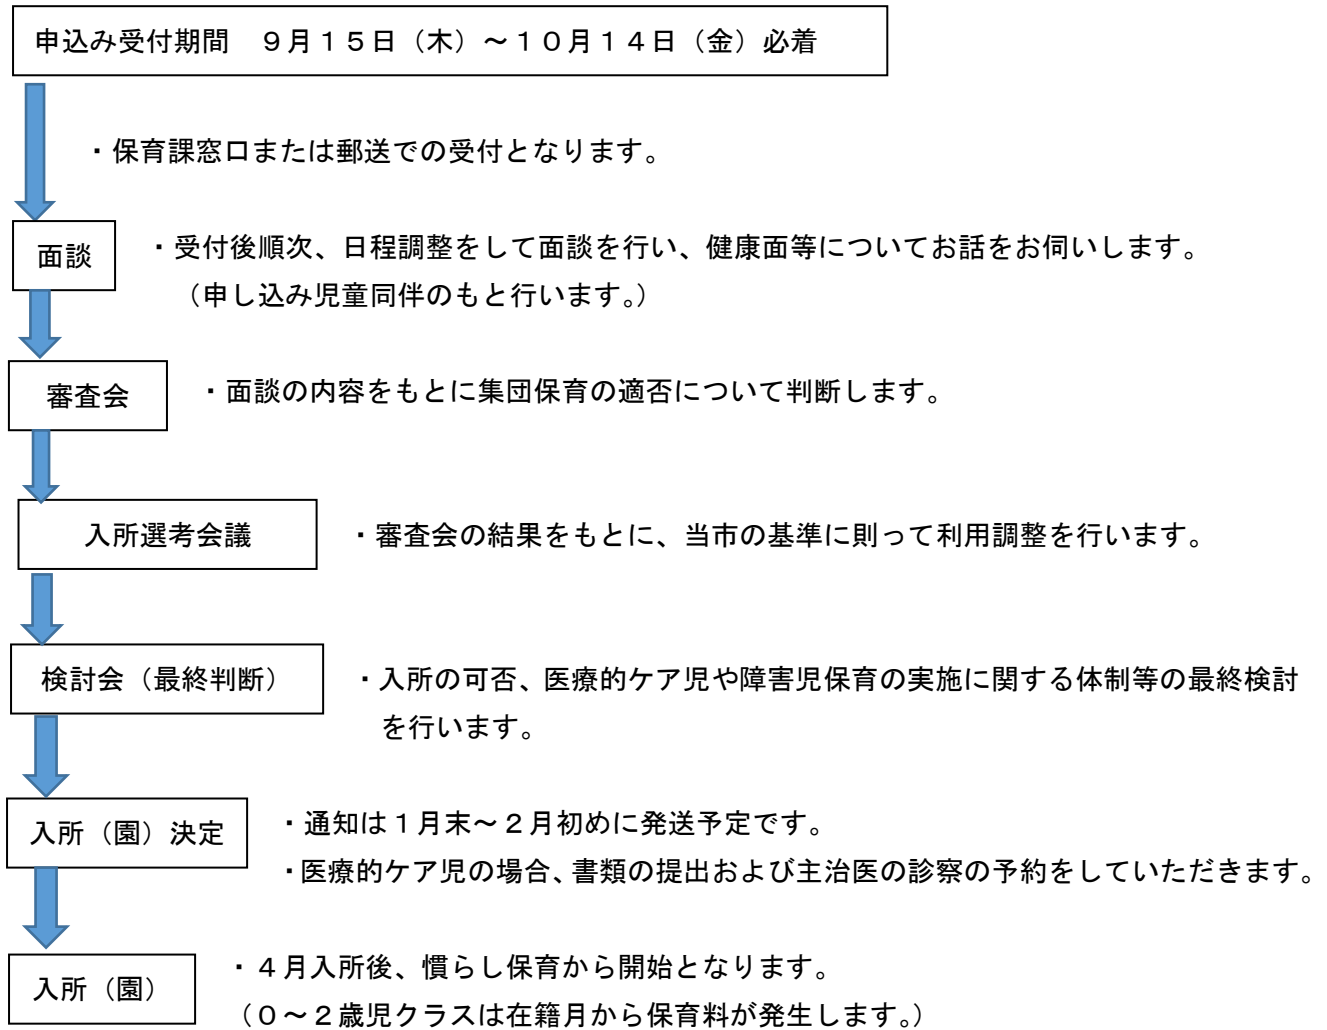 申込み受付期間　９月１５日（木）～１０月１４日（金）必着
・保育課窓口または郵送での受付となります。
面談
・受付後順次、日程調整をして面談を行い、健康面等についてお話をお伺いします。
（申し込み児童同伴のもと行います。）
審査会
・面談の内容をもとに集団保育の適否について判断します。
入所選考会議
・審査会の結果をもとに、当市の基準に則って利用調整を行います。
検討会（最終判断）
・入所の可否、医療的ケア児や障害児保育の実施に関する体制等の最終検討
を行います。
入所（園）決定
・通知は１月末～２月初めに発送予定です。
・医療的ケア児の場合、書類の提出および主治医の診察の予約をしていただきます。
入所（園）
・４月入所後、慣らし保育から開始となります。
（０～２歳児クラスは在籍月から保育料が発生します。）